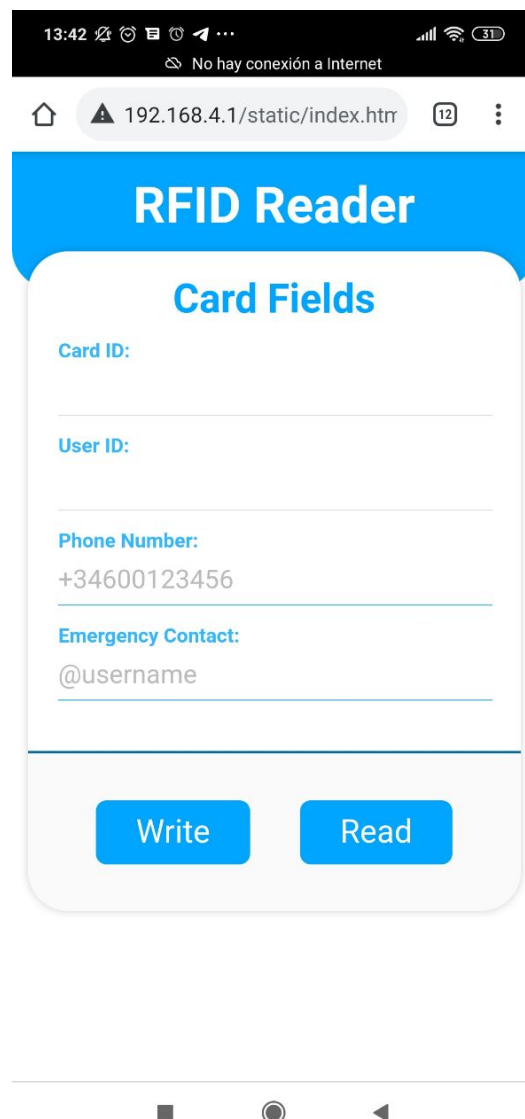 13:42
31
No hay conexión a Internet
192.168.4.1/static/index.htm
12
RFID Reader
Card Fields
Card ID:
User ID:
Phone Number:
+34600123456
Emergency Contact:
@username
Write
Read